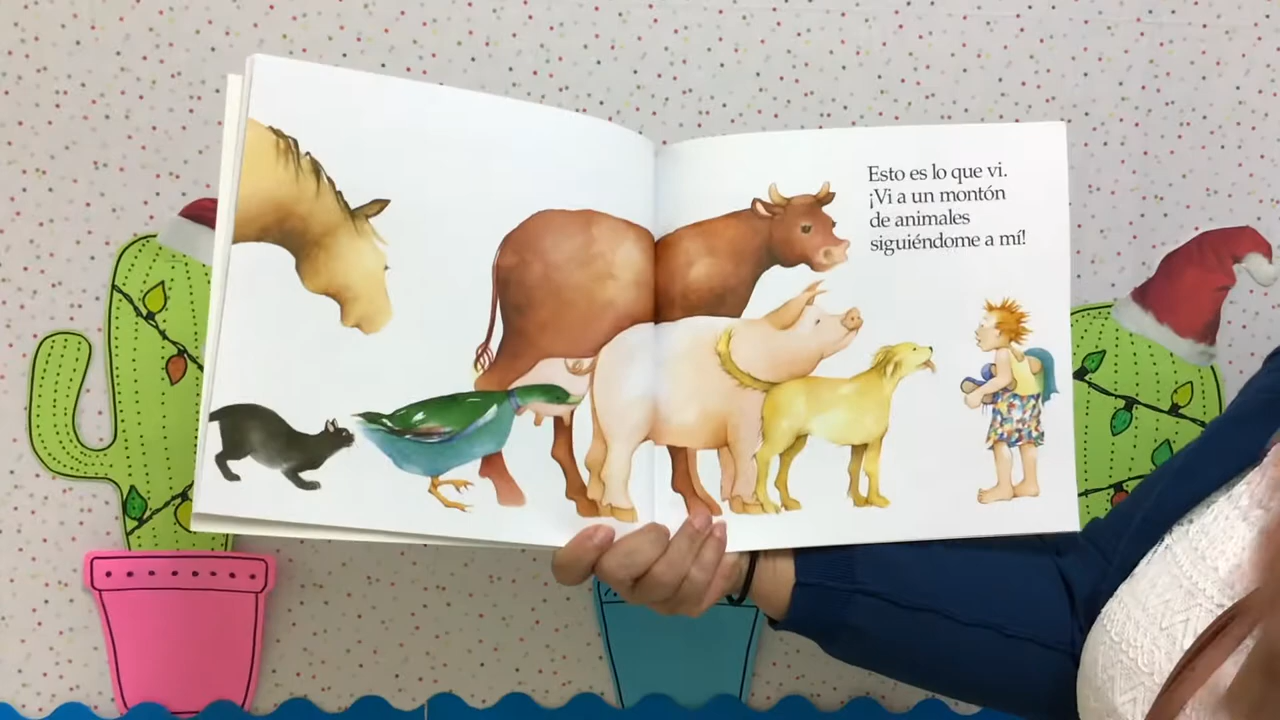 Esto es lo que vi.
¡Vi a un montón
de animales
siguiéndome a mí!